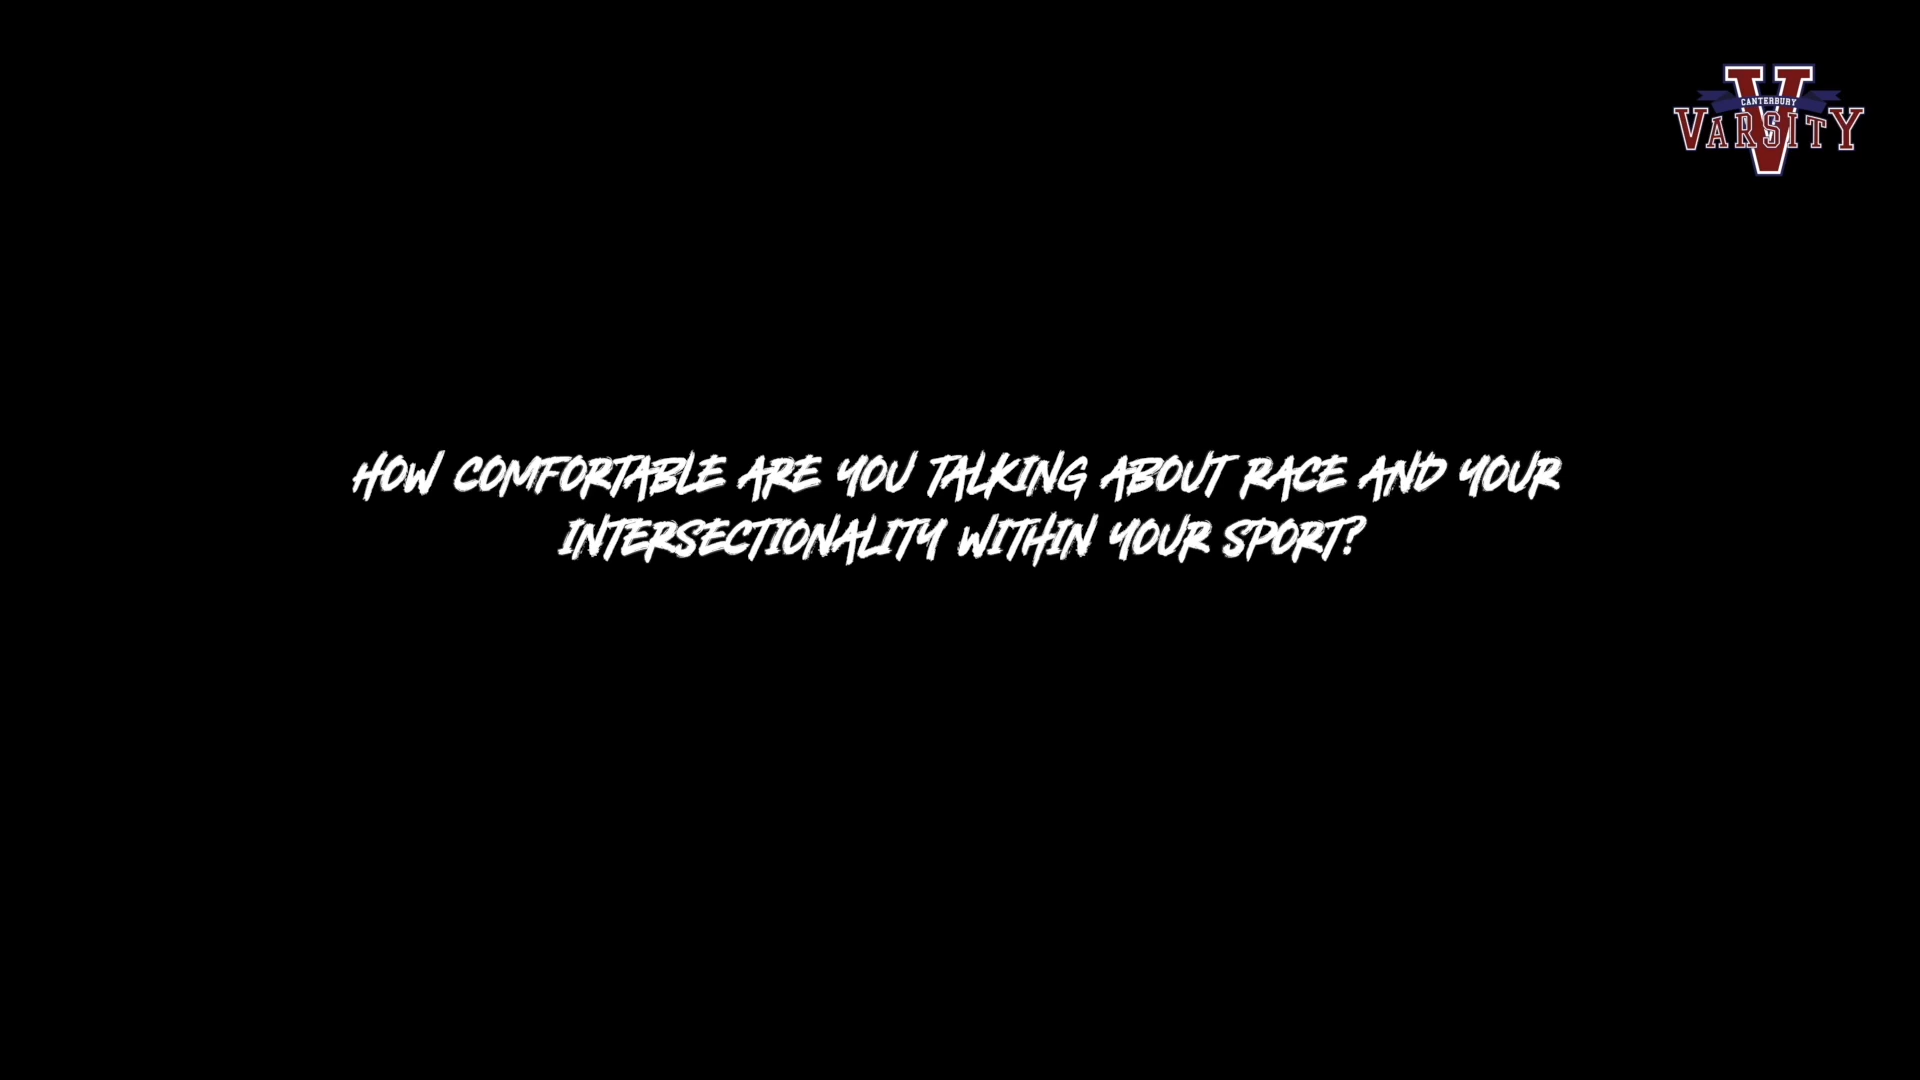 CANTERBURY
VARSITY
HOW COMFORTABLE ARE YOU TALKING ABOUT RACE AND YOUR
INTERSECTIONALITY WITHIN YOUR SPORT?